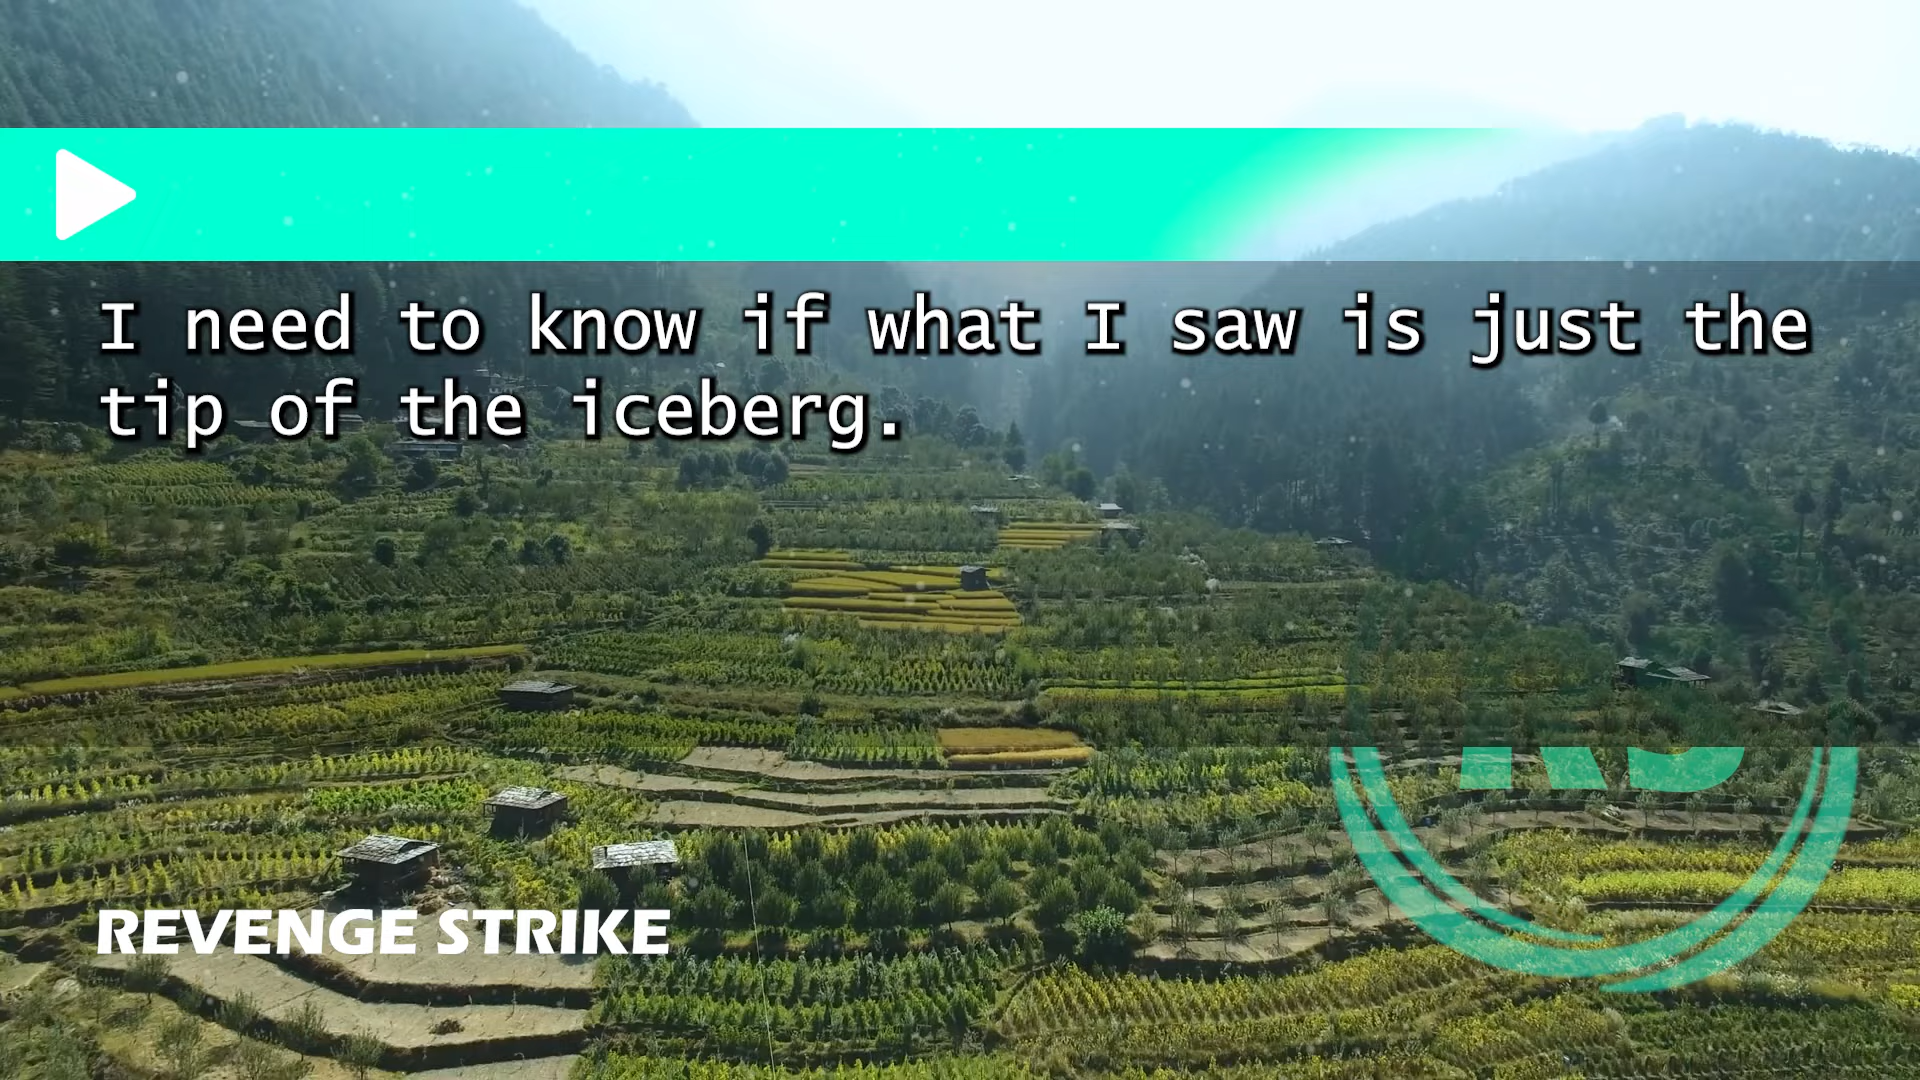 I need to know if what I saw is just the
tip of the iceberg.
REVENGE STRIKE